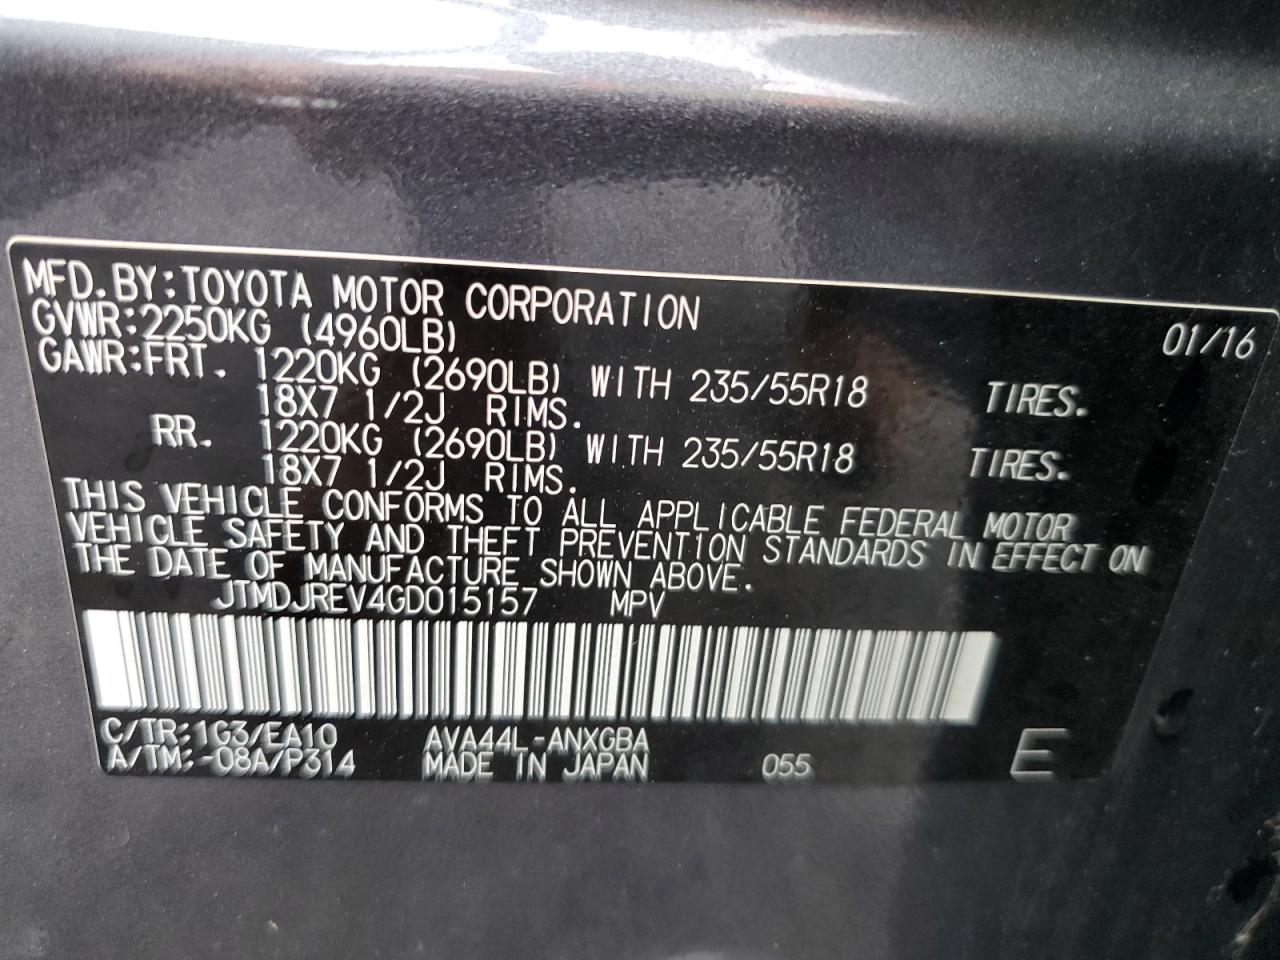 MFD.BY:TOYOTA MOTOR CORPORATION 01/16
GVWR:2250KG (4960LB)
GAWR:FRT. 1220KG (2690LB) WITH 235/55R18 TIRES.
18X7 1/2J RIMS.
RR. 1220KG (2690LB) WITH 235/55R18 TIRES.
18X7 1/2J RIMS.
THIS VEHICLE CONFORMS TO ALL APPLICABLE FEDERAL MOTOR
VEHICLE SAFETY AND THEFT PREVENTION STANDARDS IN EFFECT ON
THE DATE OF MANUFACTURE SHOWN ABOVE.
JTMDJREV4GD015157 MPV
C/TR:1G3/EA10 AVA44L-ANXGBA
A/TM:-08A/P314 MADE IN JAPAN 055 E